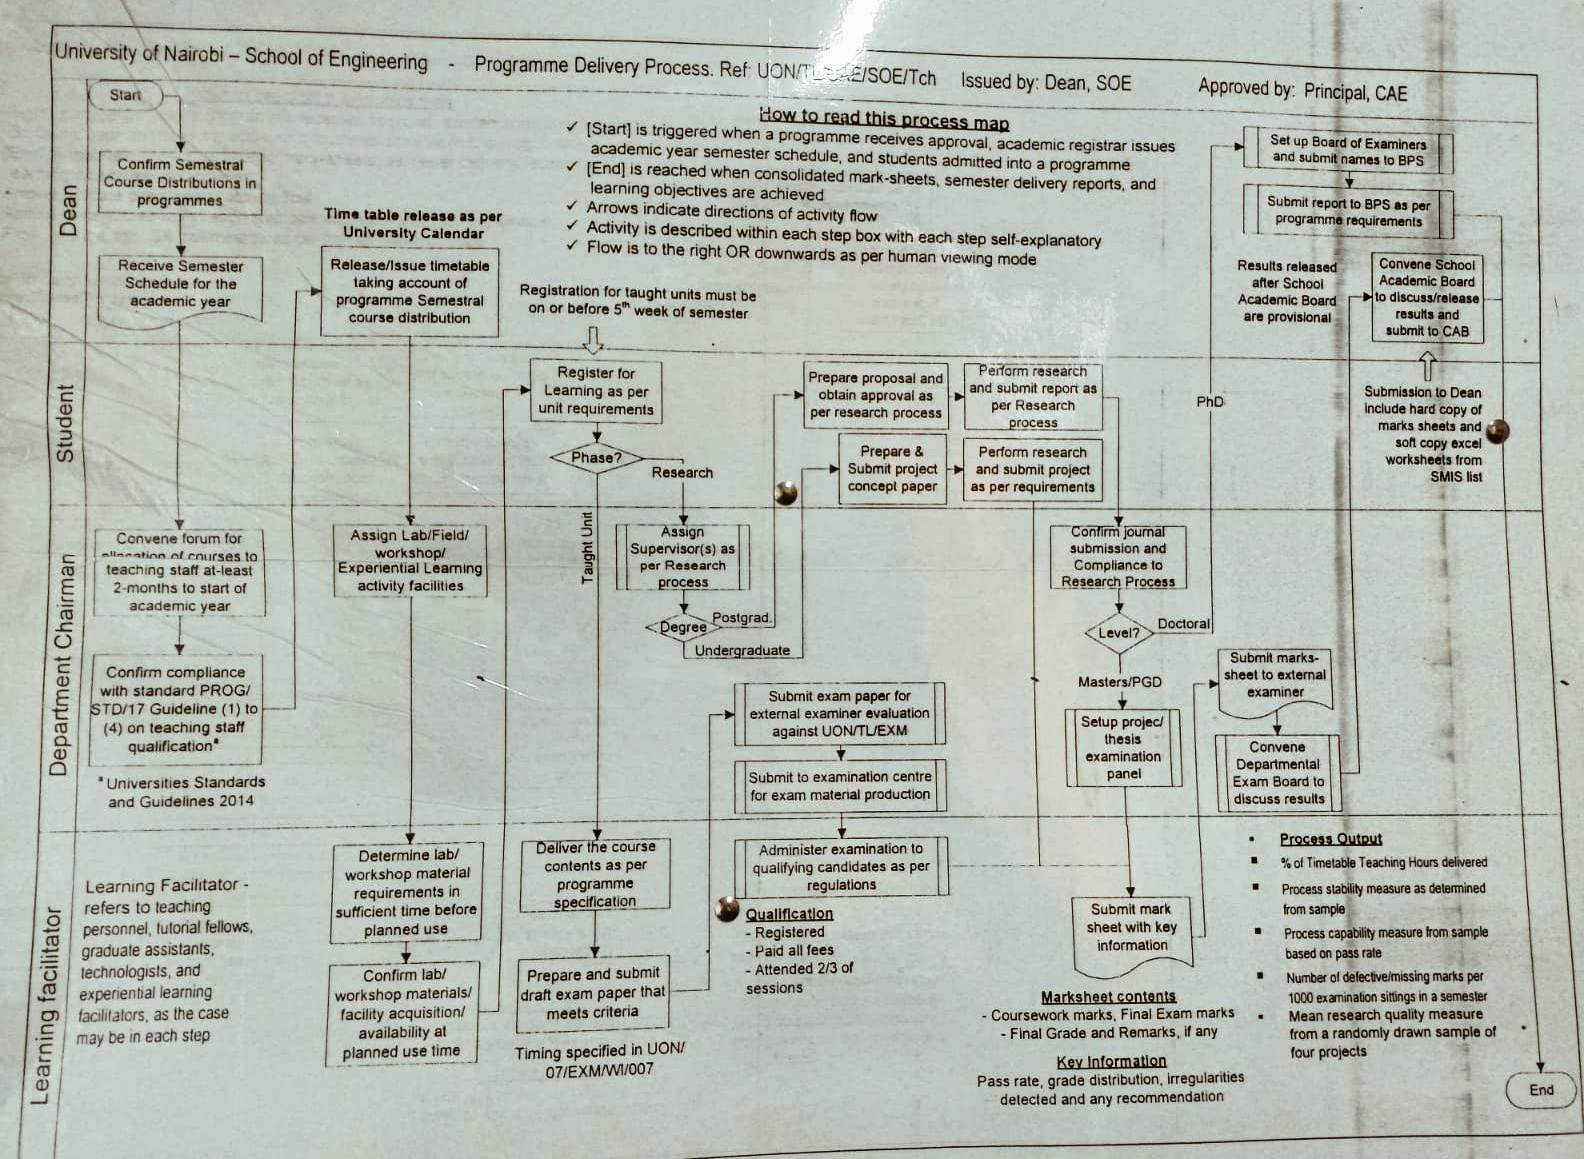 University of Nairobi – School of Engineering - Programme Delivery Process. Ref: UON/T /SOE/Tch Issued by: Dean, SOE Approved by: Principal, CAE
Start
How to read this process map
✓ [Start] is triggered when a programme receives approval, academic registrar issues
academic year semester schedule, and students admitted into a programme
✓ [End] is reached when consolidated mark-sheets, semester delivery reports, and
learning objectives are achieved
✓ Arrows indicate directions of activity flow
✓ Activity is described within each step box with each step self-explanatory
✓ Flow is to the right OR downwards as per human viewing mode
Dean
Confirm Semestral
Course Distributions in
programmes
Receive Semester
Schedule for the
academic year
Time table release as per
University Calendar
Release/Issue timetable
taking account of
programme Semestral
course distribution
Registration for taught units must be
on or before 5th week of semester
Set up Board of Examiners
and submit names to BPS
Submit report to BPS as per
programme requirements
Results released
after School
Academic Board
are provisional
Convene School
Academic Board
to discuss/release
results and
submit to CAB
Student
Register for
Learning as per
unit requirements
Phase?
Research
Taught Unit
Prepare proposal and
obtain approval as
per research process
Perform research
and submit report as
per Research
process
Prepare &
Submit project
concept paper
Perform research
and submit project
as per requirements
PhD
Submission to Dean
include hard copy of
marks sheets and
soft copy excel
worksheets from
SMIS list
Department Chairman
Convene forum for
allocation of courses to
teaching staff at-least
2-months to start of
academic year
Confirm compliance
with standard PROG/
STD/17 Guideline (1) to
(4) on teaching staff
qualification*
* Universities Standards
and Guidelines 2014
Assign Lab/Field/
workshop/
Experiential Learning
activity facilities
Assign
Supervisor(s) as
per Research
process
Degree
Postgrad.
Undergraduate
Submit exam paper for
external examiner evaluation
against UON/TL/EXM
Submit to examination centre
for exam material production
Confirm journal
submission and
Compliance to
Research Process
Level?
Doctoral
Masters/PGD
Setup projec/
thesis
examination
panel
Submit marks-
sheet to external
examiner
Convene
Departmental
Exam Board to
discuss results
Learning facilitator
Learning Facilitator -
refers to teaching
personnel, tutorial fellows,
graduate assistants,
technologists, and
experiential learning
facilitators, as the case
may be in each step
Determine lab/
workshop material
requirements in
sufficient time before
planned use
Confirm lab/
workshop materials/
facility acquisition/
availability at
planned use time
Deliver the course
contents as per
programme
specification
Prepare and submit
draft exam paper that
meets criteria
Timing specified in UON/
07/EXM/WI/007
Administer examination to
qualifying candidates as per
regulations
Qualification
- Registered
- Paid all fees
- Attended 2/3 of
sessions
Submit mark
sheet with key
information
Marksheet contents
- Coursework marks, Final Exam marks
- Final Grade and Remarks, if any
Key Information
Pass rate, grade distribution, irregularities
detected and any recommendation
▪ Process Output
▪ % of Timetable Teaching Hours delivered
▪ Process stability measure as determined
from sample
▪ Process capability measure from sample
based on pass rate
▪ Number of defective/missing marks per
1000 examination sittings in a semester
▪ Mean research quality measure
from a randomly drawn sample of
four projects
End